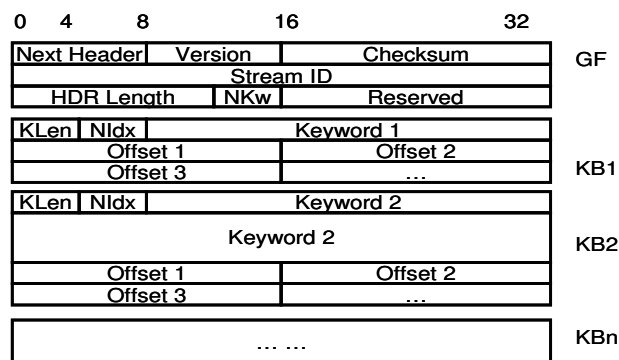 0 4 8 16 32
Next Header Version Checksum GF
Stream ID
HDR Length NKw Reserved
KLen NIdx Keyword 1
Offset 1 Offset 2
Offset 3 ... KB1
KLen NIdx Keyword 2
Keyword 2 KB2
Offset 1 Offset 2
Offset 3 ...
... ... KBn